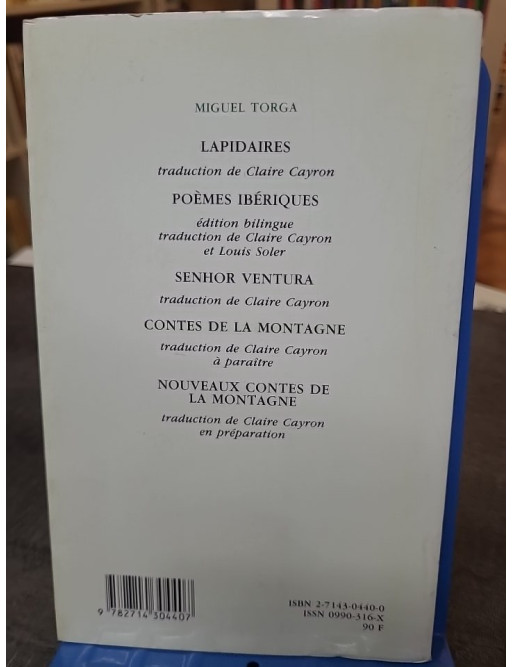 MIGUEL TORGA
LAPIDAIRES
traduction de Claire Cayron
POÈMES IBÉRIQUES
édition bilingue
traduction de Claire Cayron
et Louis Soler
SENHOR VENTURA
traduction de Claire Cayron
CONTES DE LA MONTAGNE
traduction de Claire Cayron
à paraître
NOUVEAUX CONTES DE
LA MONTAGNE
traduction de Claire Cayron
en préparation
9 782714 304407
ISBN 2-7143-0440-0
ISSN 0990-316-X
90 F